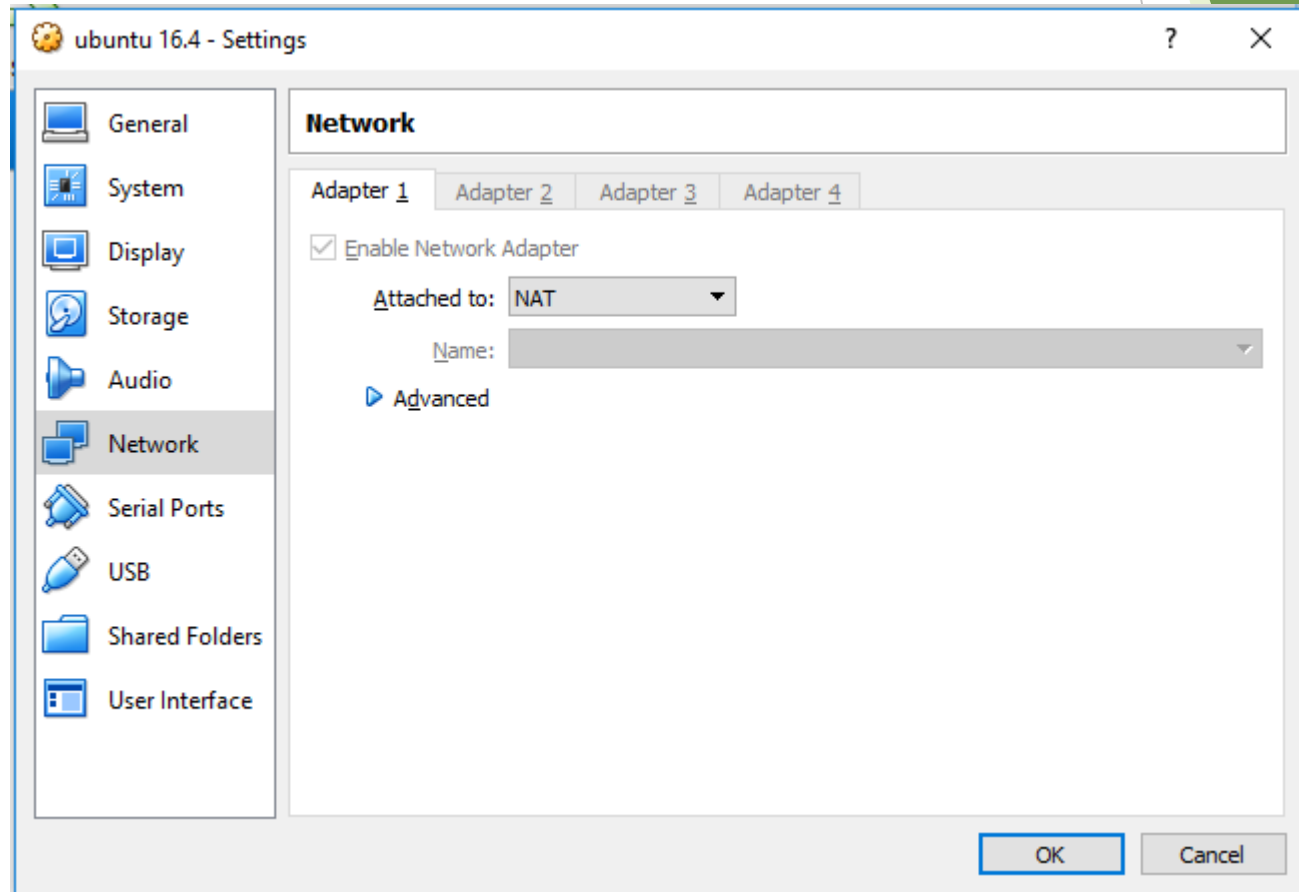 ubuntu 16.4 - Settings ? X
General
System
Display
Storage
Audio
Network
Serial Ports
USB
Shared Folders
User Interface
Network
Adapter 1 Adapter 2 Adapter 3 Adapter 4
Enable Network Adapter
Attached to: NAT
Name:
Advanced
OK Cancel